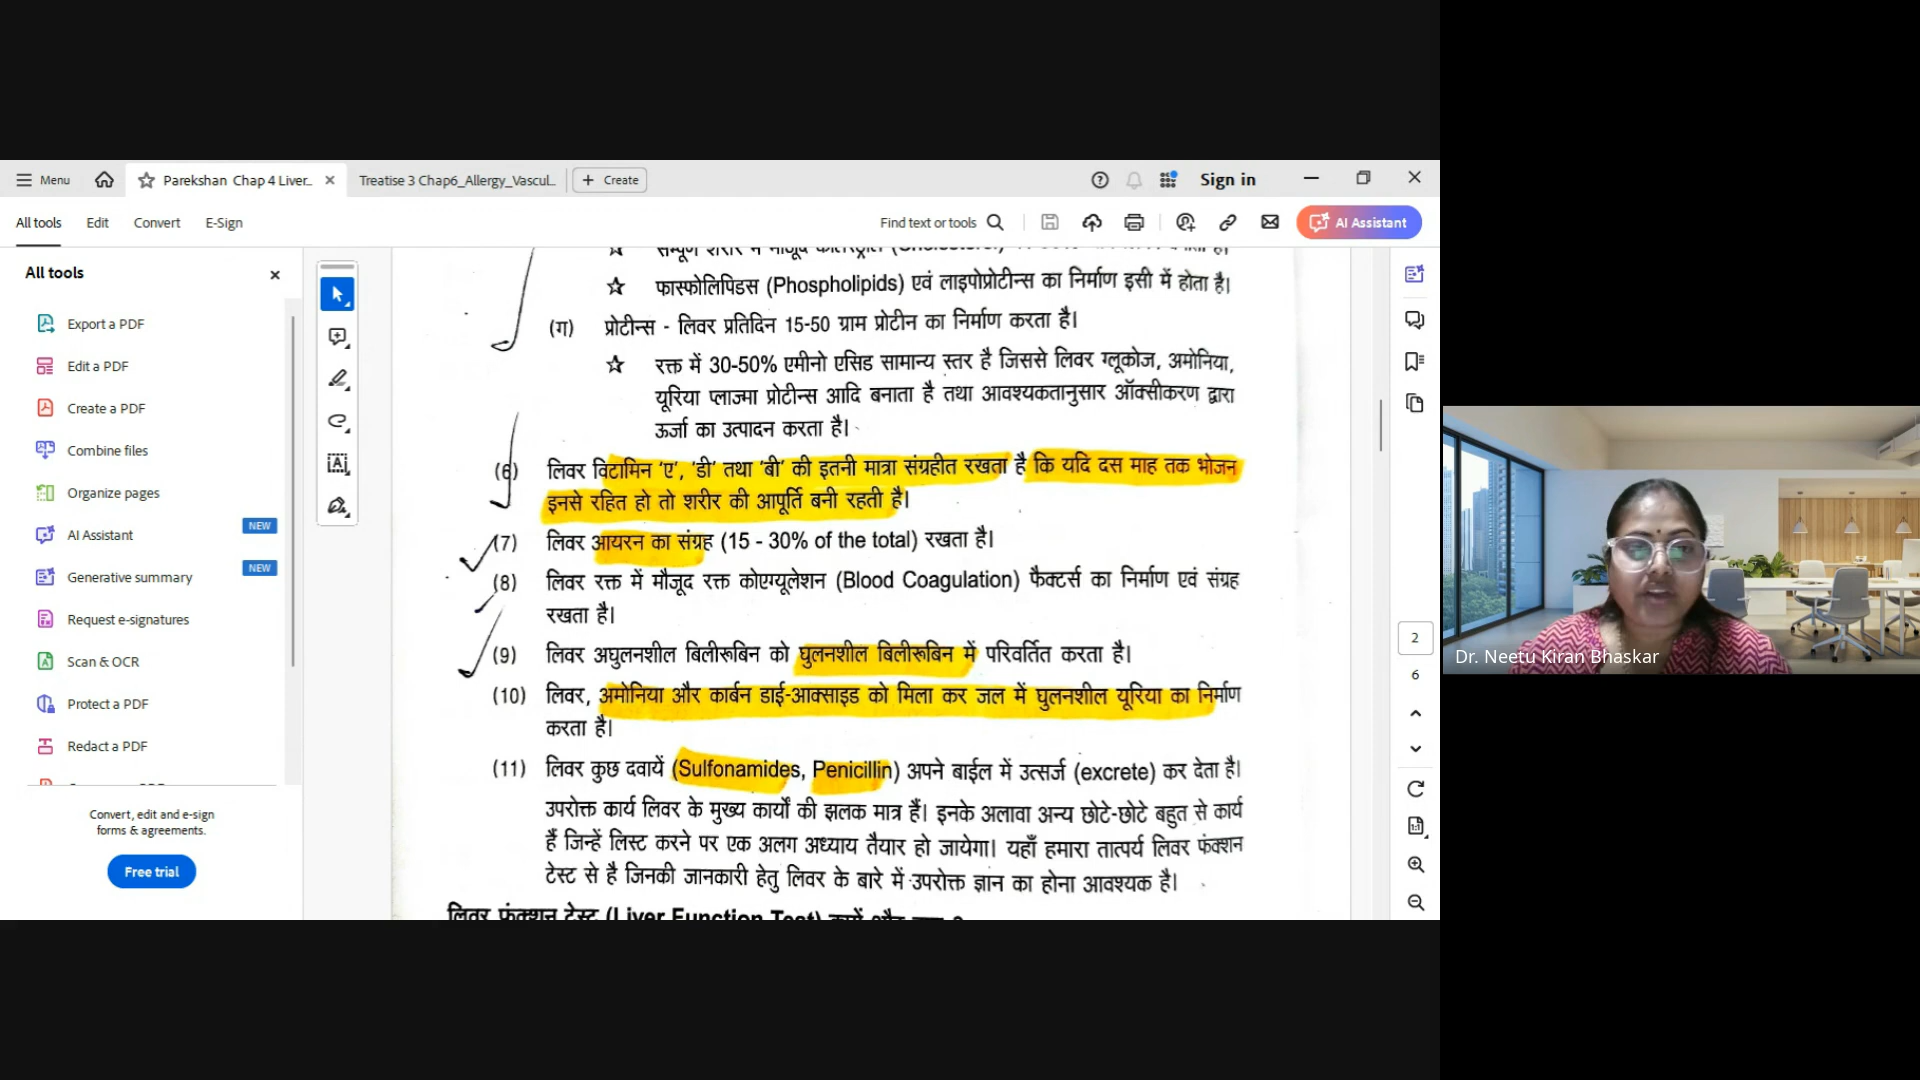 Menu
Parekshan Chap 4 Liver...
Treatise 3 Chap6_Allergy_Vascul...
Create
Sign in
All tools
Edit
Convert
E-Sign
Find text or tools
AI Assistant
All tools
Export a PDF
Edit a PDF
Create a PDF
Combine files
Organize pages
AI Assistant
NEW
Generative summary
NEW
Request e-signatures
Scan & OCR
Protect a PDF
Redact a PDF
Convert, edit and e-sign
forms & agreements.
Free trial
☆ सम्पूर्ण शरीर में मौजूद
☆ फास्फोलिपिडस (Phospholipids) एवं लाइपोप्रोटीन्स का निर्माण इसी में होता है।
(ग) प्रोटीन्स - लिवर प्रतिदिन 15-50 ग्राम प्रोटीन का निर्माण करता है।
☆ रक्त में 30-50% एमीनो एसिड सामान्य स्तर है जिससे लिवर ग्लूकोज, अमोनिया,
यूरिया प्लाज्मा प्रोटीन्स आदि बनाता है तथा आवश्यकतानुसार ऑक्सीकरण द्वारा
ऊर्जा का उत्पादन करता है।
(6) लिवर विटामिन 'ए', 'डी' तथा 'बी' की इतनी मात्रा संग्रहीत रखता है कि यदि दस माह तक भोजन
इनसे रहित हो तो शरीर की आपूर्ति बनी रहती है।
(7) लिवर आयरन का संग्रह (15 - 30% of the total) रखता है।
(8) लिवर रक्त में मौजूद रक्त कोएग्यूलेशन (Blood Coagulation) फैक्टर्स का निर्माण एवं संग्रह
रखता है।
(9) लिवर अघुलनशील बिलीरूबिन को घुलनशील बिलीरूबिन में परिवर्तित करता है।
(10) लिवर, अमोनिया और कार्बन डाई-आक्साइड को मिला कर जल में घुलनशील यूरिया का निर्माण
करता है।
(11) लिवर कुछ दवायें (Sulfonamides, Penicillin) अपने बाईल में उत्सर्ज (excrete) कर देता है।
उपरोक्त कार्य लिवर के मुख्य कार्यों की झलक मात्र हैं। इनके अलावा अन्य छोटे-छोटे बहुत से कार्य
हैं जिन्हें लिस्ट करने पर एक अलग अध्याय तैयार हो जायेगा। यहाँ हमारा तात्पर्य लिवर फंक्शन
टेस्ट से है जिनकी जानकारी हेतु लिवर के बारे में उपरोक्त ज्ञान का होना आवश्यक है।
लिवर फंक्शन टेस्ट (Liver Function Test)
2
6
Dr. Neetu Kiran Bhaskar